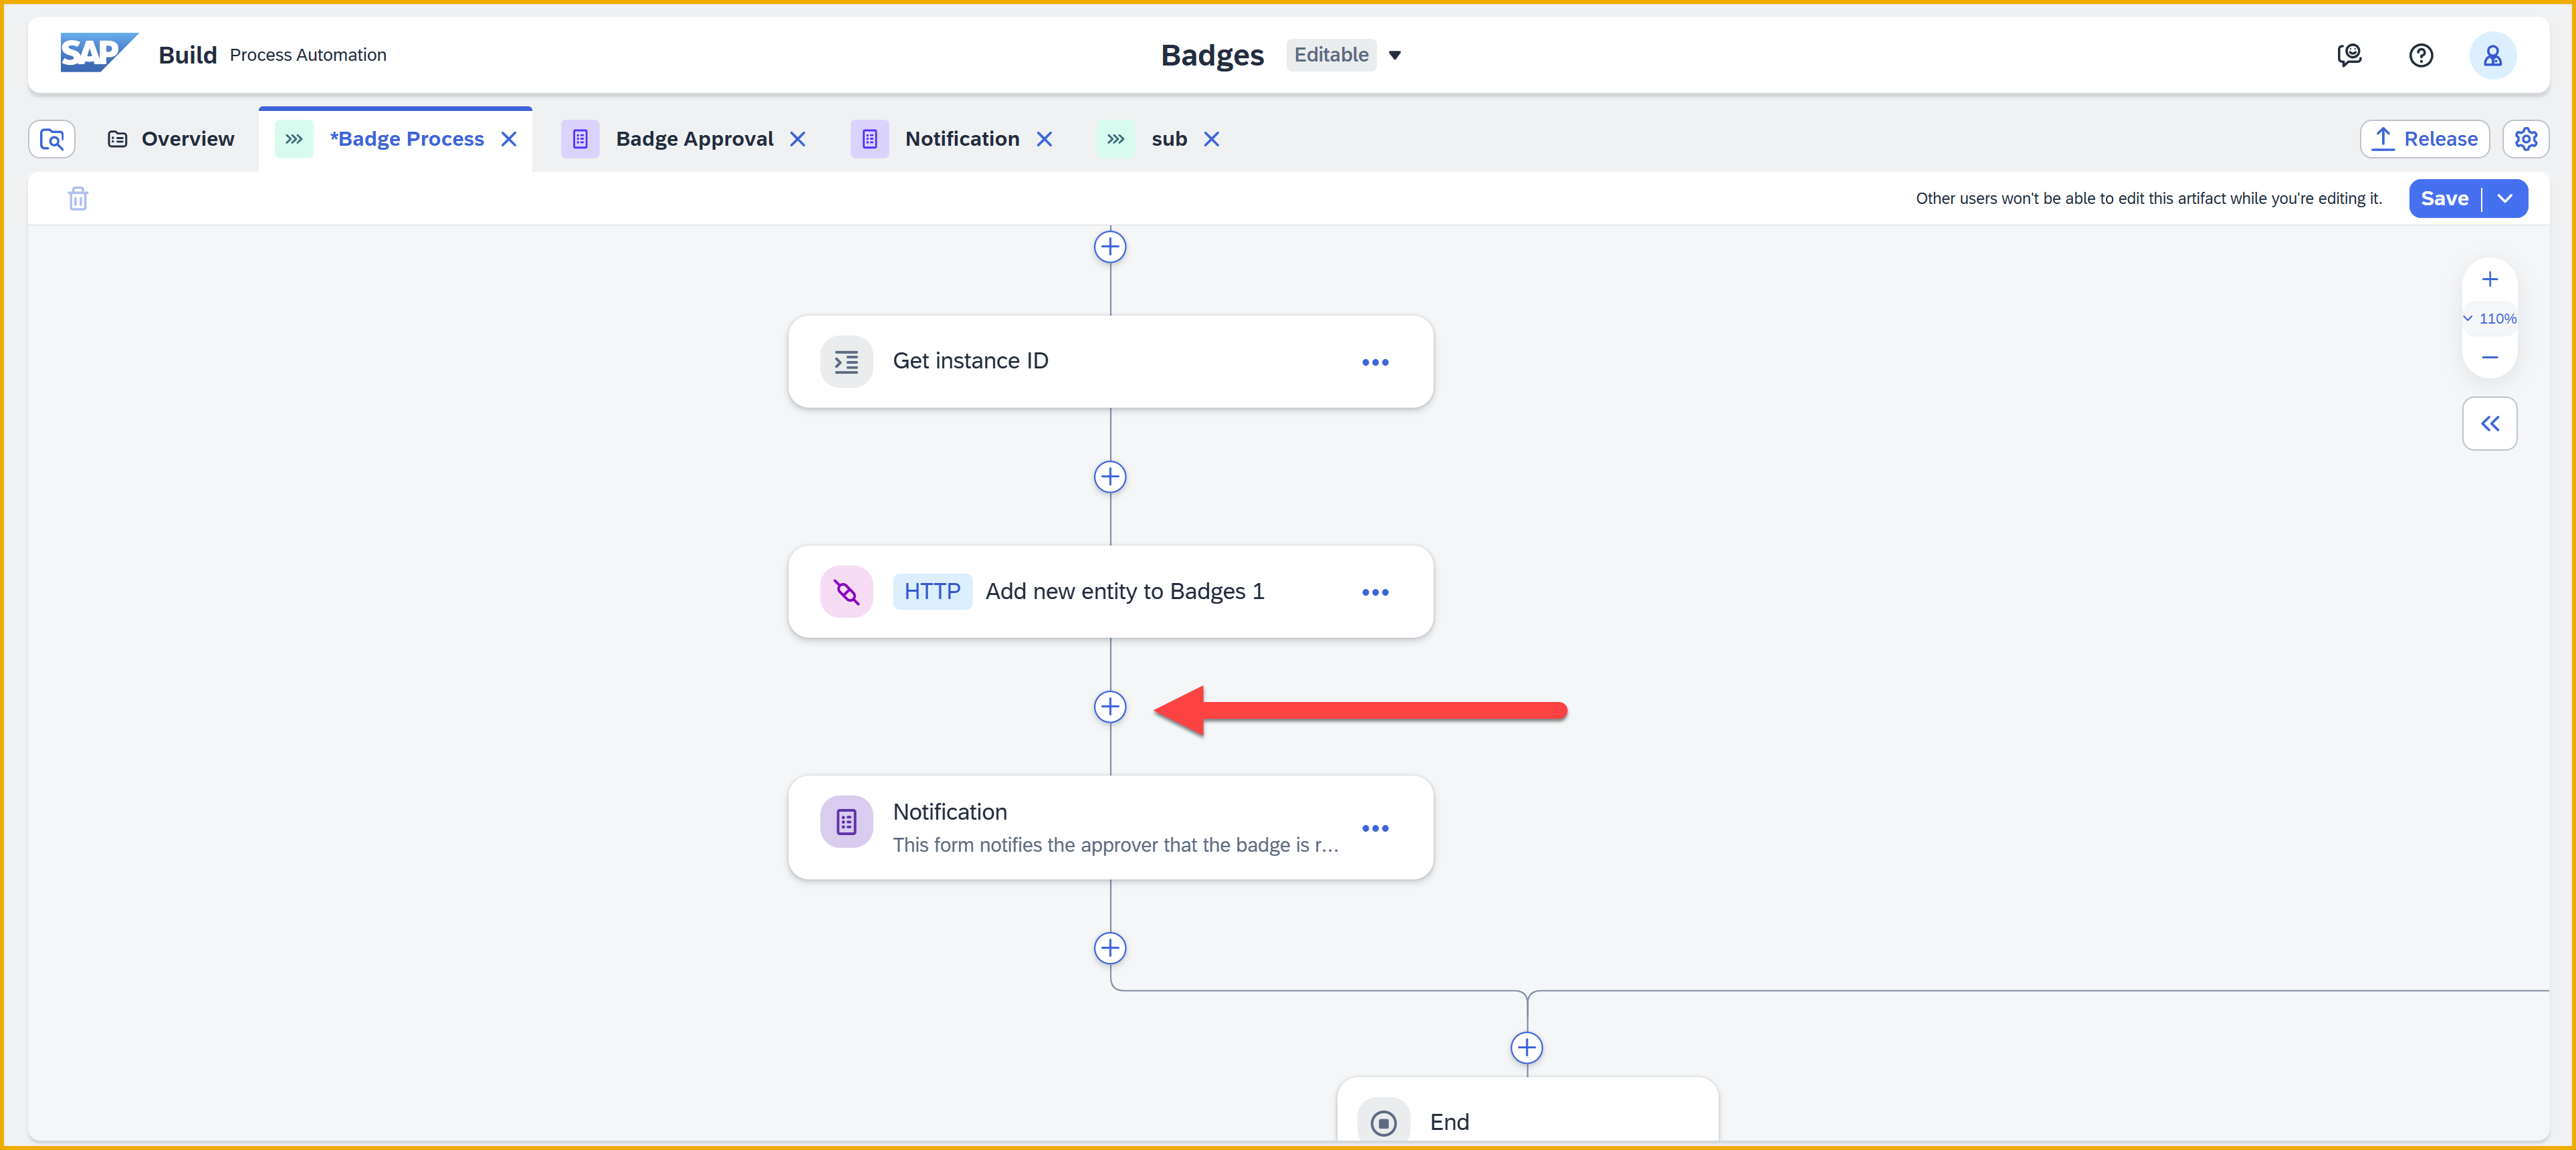 SAP Build Process Automation
Badges Editable
Overview *Badge Process Badge Approval Notification sub Release
Other users won't be able to edit this artifact while you're editing it. Save
110%
Get instance ID
HTTP Add new entity to Badges 1
Notification
This form notifies the approver that the badge is r...
End